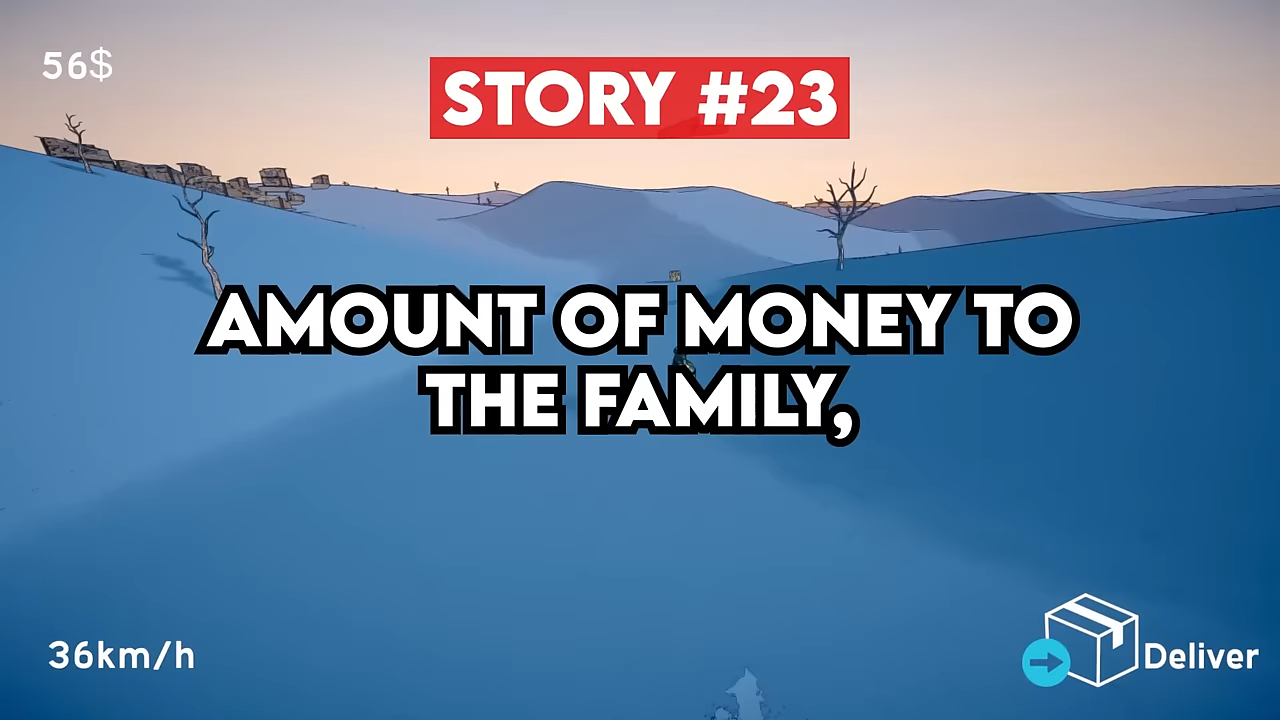 56$
STORY #23
AMOUNT OF MONEY TO
THE FAMILY,
36km/h
Deliver